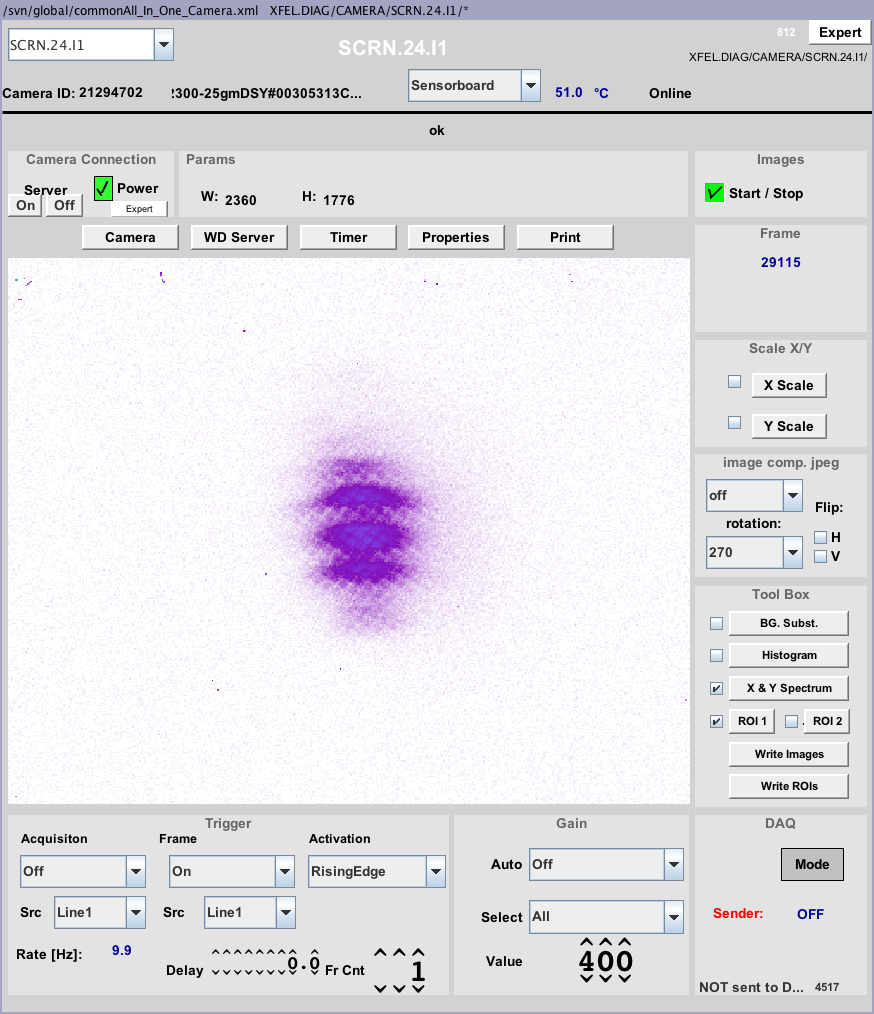 /svn/global/commonAll_In_One_Camera.xml XFEL.DIAG/CAMERA/SCRN.24.I1/*
SCRN.24.I1
SCRN.24.I1
812
Expert
XFEL.DIAG/CAMERA/SCRN.24.I1/
Camera ID: 21294702
!300-25gmDSY#00305313C...
Sensorboard
51.0 °C
Online
ok
Camera Connection
Server
On Off
Power
Expert
Params
W: 2360 H: 1776
Images
Start / Stop
Camera WD Server Timer Properties Print
Frame
29115
Scale X/Y
X Scale
Y Scale
image comp. jpeg
off
Flip:
rotation:
H
270
V
Tool Box
BG. Subst.
Histogram
X & Y Spectrum
ROI 1 . ROI 2
Write Images
Write ROIs
Trigger
Acquisiton Frame Activation
Off On RisingEdge
Src Line1 Src Line1
Rate [Hz]: 9.9
Delay 0.0 Fr Cnt 1
Gain
Auto Off
Select All
Value 400
DAQ
Mode
Sender: OFF
NOT sent to D... 4517